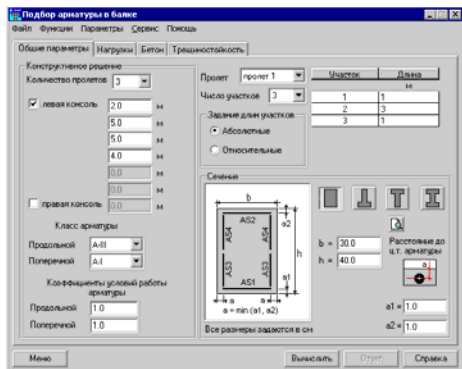 Подбор арматуры в балке
Файл Функции Параметры Сервис Помощь
Общие параметры Нагрузки Бетон Трещиностойкость
Конструктивное решение
Количество пролетов 3
левая консоль 2.0 м
5.0 м
5.0 м
4.0 м
0.0 м
0.0 м
правая консоль 0.0 м
Класс арматуры
Продольной A-III
Поперечной A-I
Коэффициенты условий работы
арматуры
Продольной 1.0
Поперечной 1.0
Пролет пролет 1
Число участков 3
Задание длин участков
Абсолютные
Относительные
Участок Длина
м
1 1
2 3
3 1
Сечение
b
AS2
a2
AS4 AS4
h
AS3 AS3
AS1
a1
a a
a = min (a1, a2)
Все размеры задаются в см
b = 30.0
h = 40.0
Расстояние до
ц.т. арматуры
a
a1 = 1.0
a2 = 1.0
Меню Вычислить Отчет Справка